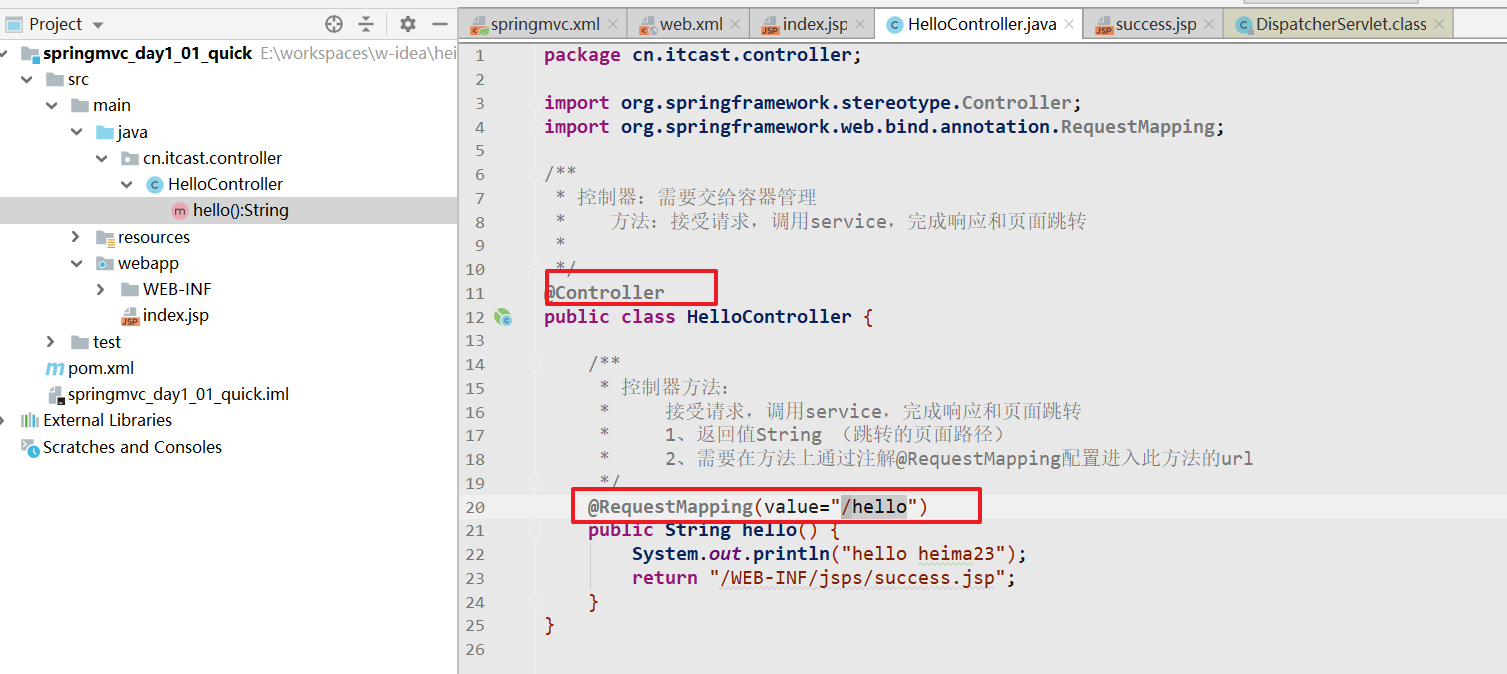 Project
springmvc_day1_01_quick E:\workspaces\w-idea\hei
src
main
java
cn.itcast.controller
HelloController
hello():String
resources
webapp
WEB-INF
index.jsp
test
pom.xml
springmvc_day1_01_quick.iml
External Libraries
Scratches and Consoles
springmvc.xml web.xml index.jsp HelloController.java success.jsp DispatcherServlet.class
1 package cn.itcast.controller;
2
3 import org.springframework.stereotype.Controller;
4 import org.springframework.web.bind.annotation.RequestMapping;
5
6 /**
7 * 控制器：需要交给容器管理
8 * 方法：接受请求，调用service，完成响应和页面跳转
9 *
10 */
11 @Controller
12 public class HelloController {
13
14 /**
15 * 控制器方法：
16 * 接受请求，调用service，完成响应和页面跳转
17 * 1、返回值String （跳转的页面路径）
18 * 2、需要在方法上通过注解@RequestMapping配置进入此方法的url
19 */
20 @RequestMapping(value="/hello")
21 public String hello() {
22 System.out.println("hello heima23");
23 return "/WEB-INF/jsps/success.jsp";
24 }
25 }
26